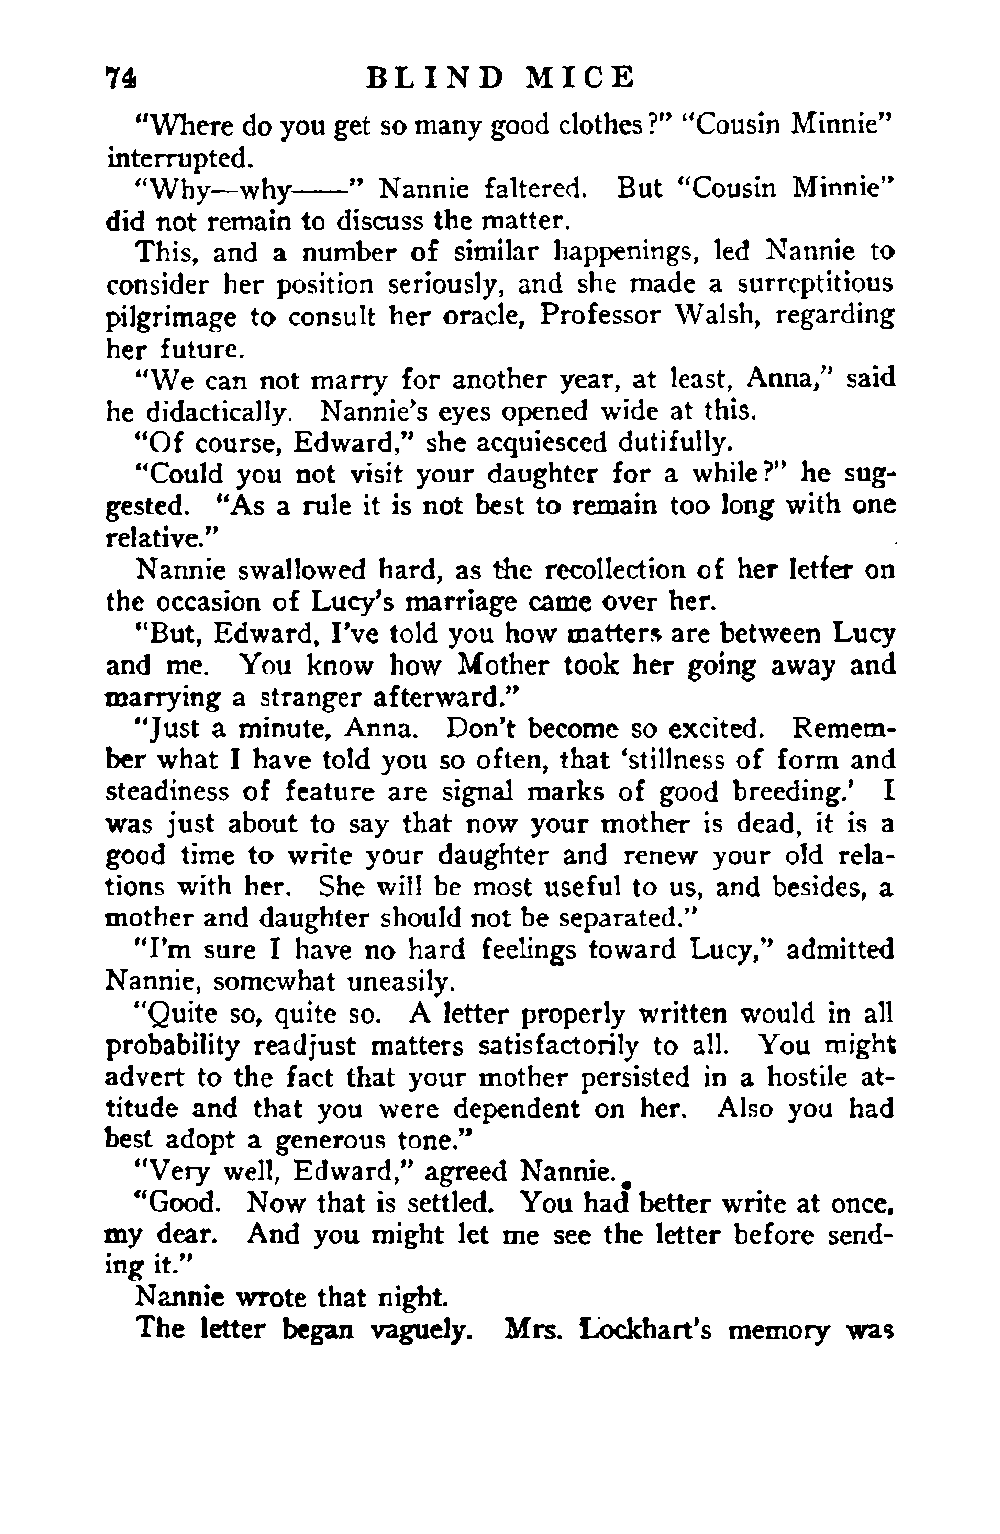 74 BLIND MICE
“Where do you get so many good clothes?” “Cousin Minnie”
interrupted.
“Why—why——” Nannie faltered. But “Cousin Minnie”
did not remain to discuss the matter.
This, and a number of similar happenings, led Nannie to
consider her position seriously, and she made a surreptitious
pilgrimage to consult her oracle, Professor Walsh, regarding
her future.
“We can not marry for another year, at least, Anna,” said
he didactically. Nannie’s eyes opened wide at this.
“Of course, Edward,” she acquiesced dutifully.
“Could you not visit your daughter for a while?” he sug-
gested. “As a rule it is not best to remain too long with one
relative.”
Nannie swallowed hard, as the recollection of her letter on
the occasion of Lucy’s marriage came over her.
“But, Edward, I’ve told you how matters are between Lucy
and me. You know how Mother took her going away and
marrying a stranger afterward.”
“Just a minute, Anna. Don’t become so excited. Remem-
ber what I have told you so often, that ‘stillness of form and
steadiness of feature are signal marks of good breeding.’ I
was just about to say that now your mother is dead, it is a
good time to write your daughter and renew your old rela-
tions with her. She will be most useful to us, and besides, a
mother and daughter should not be separated.”
“I’m sure I have no hard feelings toward Lucy,” admitted
Nannie, somewhat uneasily.
“Quite so, quite so. A letter properly written would in all
probability readjust matters satisfactorily to all. You might
advert to the fact that your mother persisted in a hostile at-
titude and that you were dependent on her. Also you had
best adopt a generous tone.”
“Very well, Edward,” agreed Nannie.
“Good. Now that is settled. You had better write at once,
my dear. And you might let me see the letter before send-
ing it.”
Nannie wrote that night.
The letter began vaguely. Mrs. Lockhart’s memory was